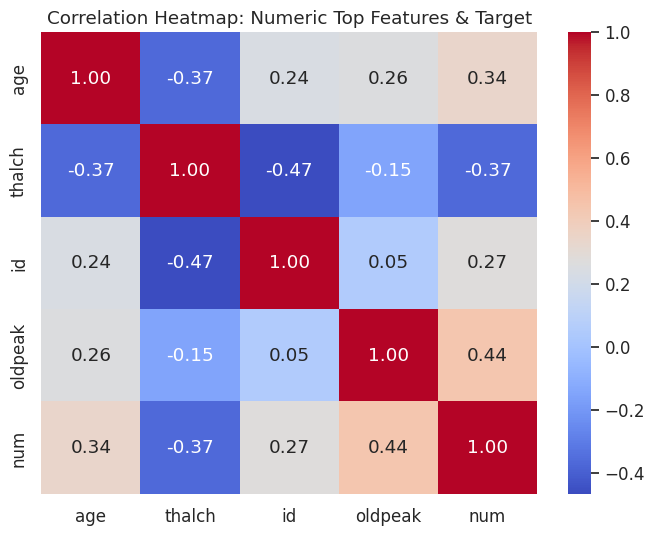 Correlation Heatmap: Numeric Top Features & Target
age 1.00 -0.37 0.24 0.26 0.34
thalch -0.37 1.00 -0.47 -0.15 -0.37
id 0.24 -0.47 1.00 0.05 0.27
oldpeak 0.26 -0.15 0.05 1.00 0.44
num 0.34 -0.37 0.27 0.44 1.00
age thalch id oldpeak num
1.0
0.8
0.6
0.4
0.2
0.0
−0.2
−0.4